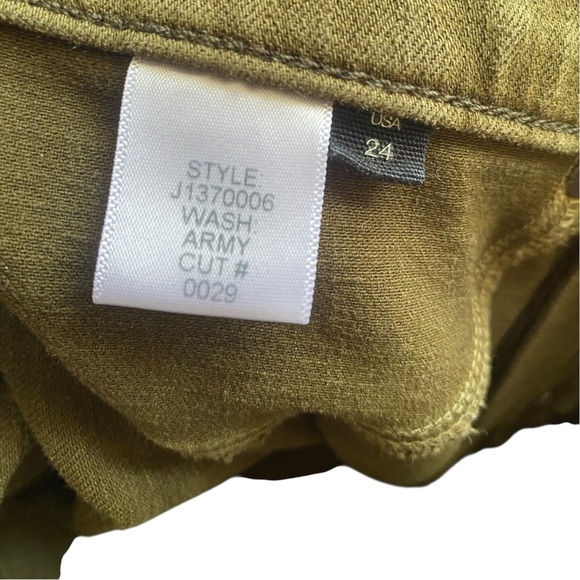 STYLE:
J1370006
WASH:
ARMY
CUT #
0029
USA
24